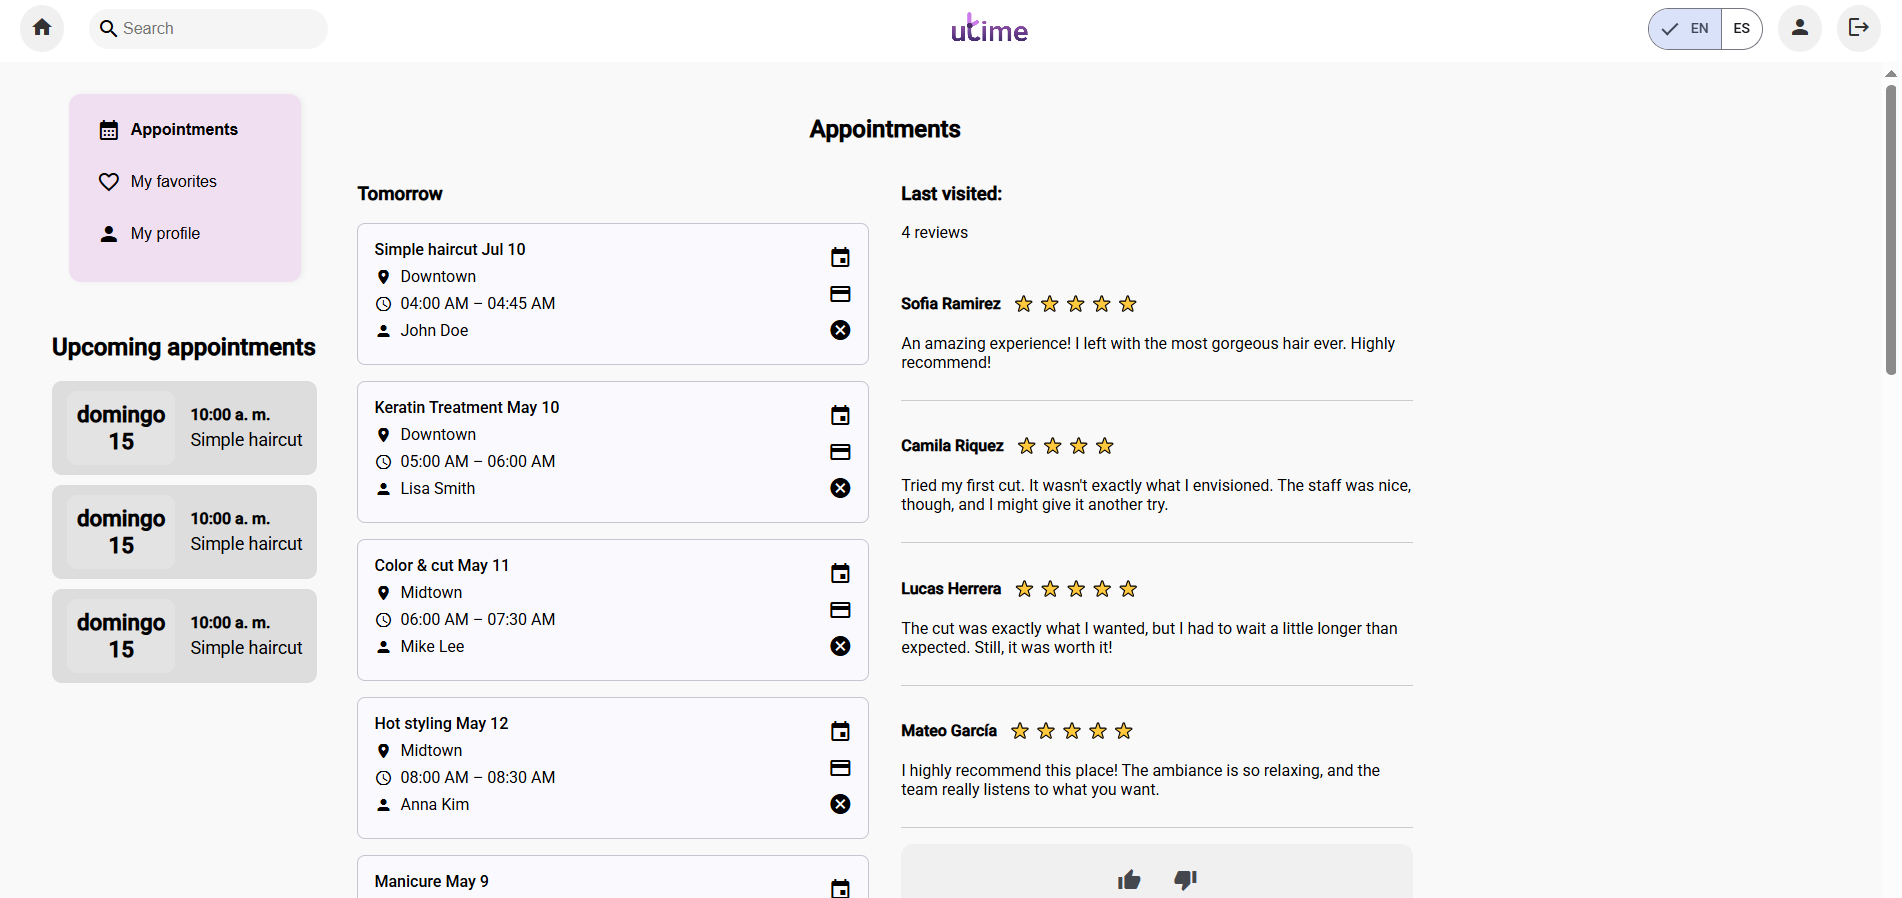 Search
utime
EN
ES
Appointments
My favorites
My profile
Upcoming appointments
domingo
15
10:00 a. m.
Simple haircut
domingo
15
10:00 a. m.
Simple haircut
domingo
15
10:00 a. m.
Simple haircut
Appointments
Tomorrow
Simple haircut Jul 10
Downtown
04:00 AM – 04:45 AM
John Doe
Keratin Treatment May 10
Downtown
05:00 AM – 06:00 AM
Lisa Smith
Color & cut May 11
Midtown
06:00 AM – 07:30 AM
Mike Lee
Hot styling May 12
Midtown
08:00 AM – 08:30 AM
Anna Kim
Manicure May 9
Last visited:
4 reviews
Sofia Ramirez
An amazing experience! I left with the most gorgeous hair ever. Highly
recommend!
Camila Riquez
Tried my first cut. It wasn't exactly what I envisioned. The staff was nice,
though, and I might give it another try.
Lucas Herrera
The cut was exactly what I wanted, but I had to wait a little longer than
expected. Still, it was worth it!
Mateo García
I highly recommend this place! The ambiance is so relaxing, and the
team really listens to what you want.